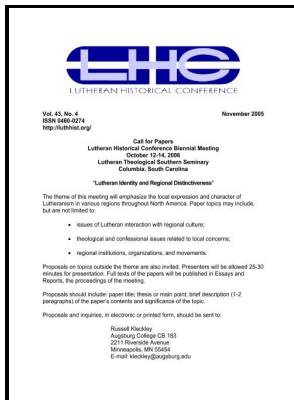 LHC
LUTHERAN HISTORICAL CONFERENCE
Vol. 43, No. 4 November 2005
ISSN 0460-0274
http://luthhist.org/
Call for Papers
Lutheran Historical Conference Biennial Meeting
October 12-14, 2006
Lutheran Theological Southern Seminary
Columbia, South Carolina
"Lutheran Identity and Regional Distinctiveness"
The theme of this meeting will emphasize the local expression and character of
Lutheranism in various regions throughout North America. Paper topics may include,
but are not limited to:
• issues of Lutheran interaction with regional culture;
• theological and confessional issues related to local concerns;
• regional institutions, organizations, and movements.
Proposals on topics outside the theme are also invited. Presenters will be allowed 25-30
minutes for presentation. Full texts of the papers will be published in Essays and
Reports, the proceedings of the meeting.
Proposals should include: paper title; thesis or main point; brief description (1-2
paragraphs) of the paper's contents and significance of the topic.
Proposals and inquiries, in electronic or printed form, should be sent to:
Russell Kleckley
Augsburg College CB 183
2211 Riverside Avenue
Minneapolis, MN 55454
E-mail: kleckley@augsburg.edu